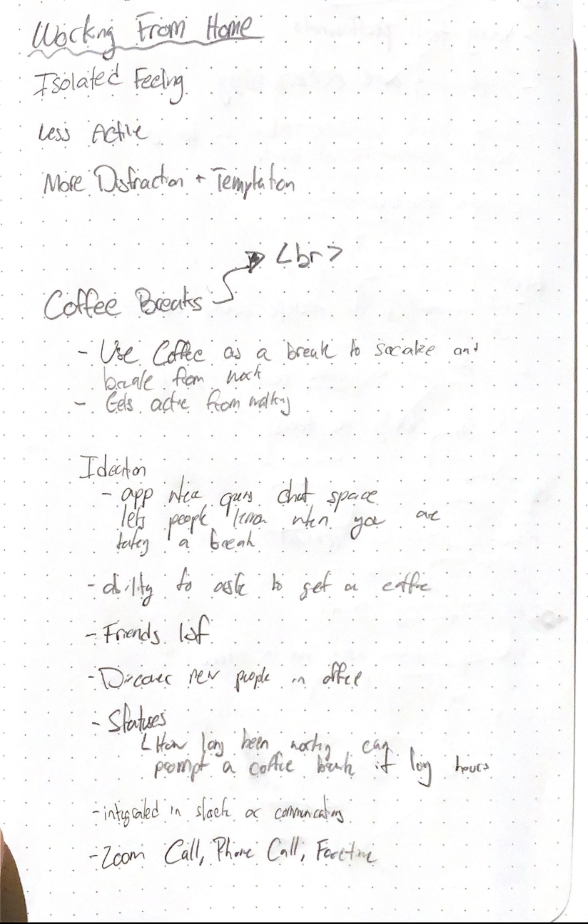 Working From Home
Isolated Feeling
Less Active
More Distraction + Temptation
<br>
Coffee Breaks
- Use Coffee as a break to socialize and
break from work
- Gets active from walking
Ideation
- app where chat space
lets people know when you are
taking a break
- ability to ask to get a coffee
- Friends list
- Discover new people in office
- Statuses
How long been working can
prompt a coffee break if long hours
- integrated in slack or communications
- Zoom Call, Phone Call, Facetime